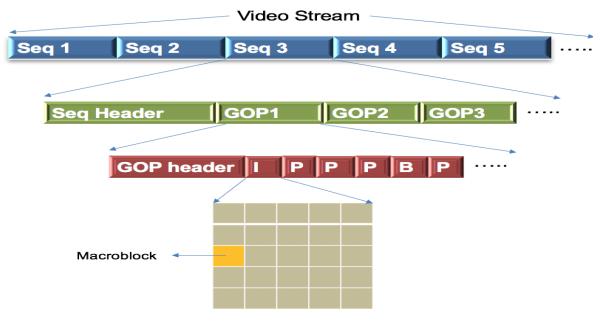 Video Stream
Seq 1 Seq 2 Seq 3 Seq 4 Seq 5 .....
Seq Header GOP1 GOP2 GOP3 .....
GOP header I P P P B P .....
Macroblock